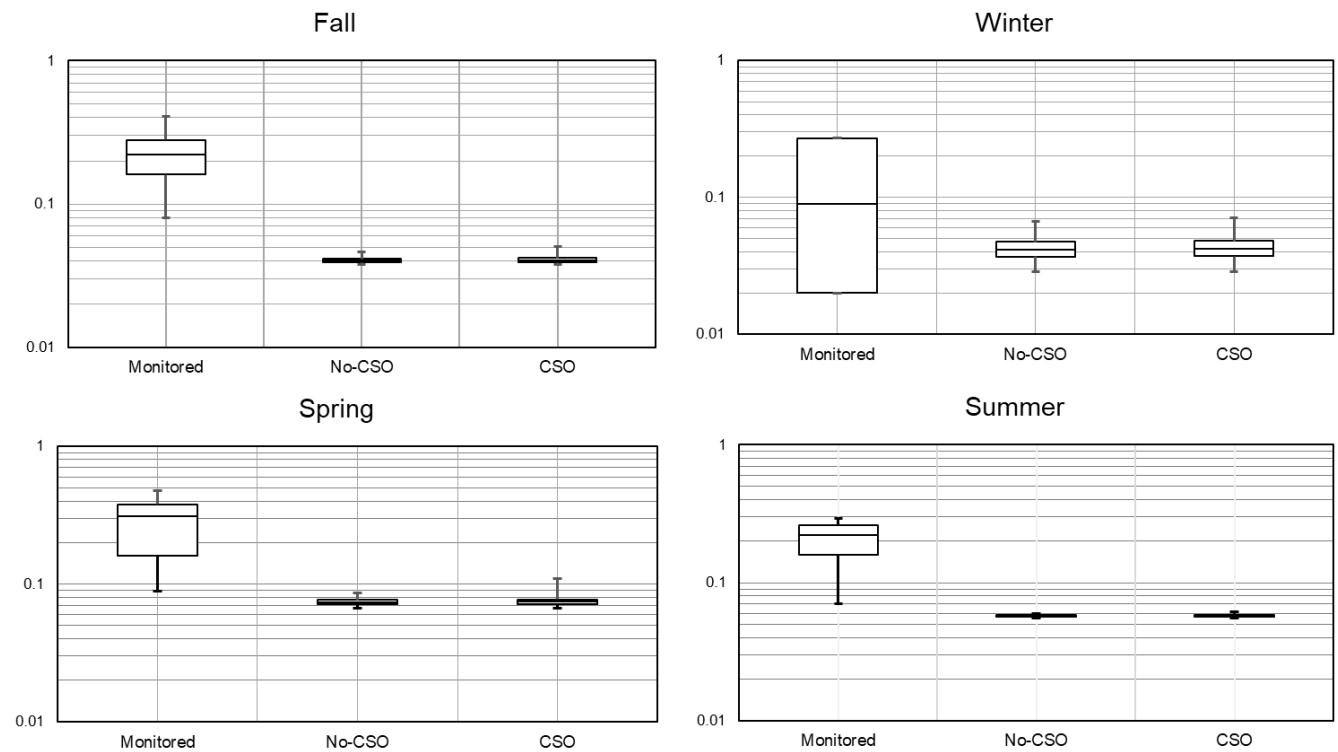 Fall
1
0.1
0.01
Monitored No-CSO CSO
Winter
1
0.1
0.01
Monitored No-CSO CSO
Spring
1
0.1
0.01
Monitored No-CSO CSO
Summer
1
0.1
0.01
Monitored No-CSO CSO